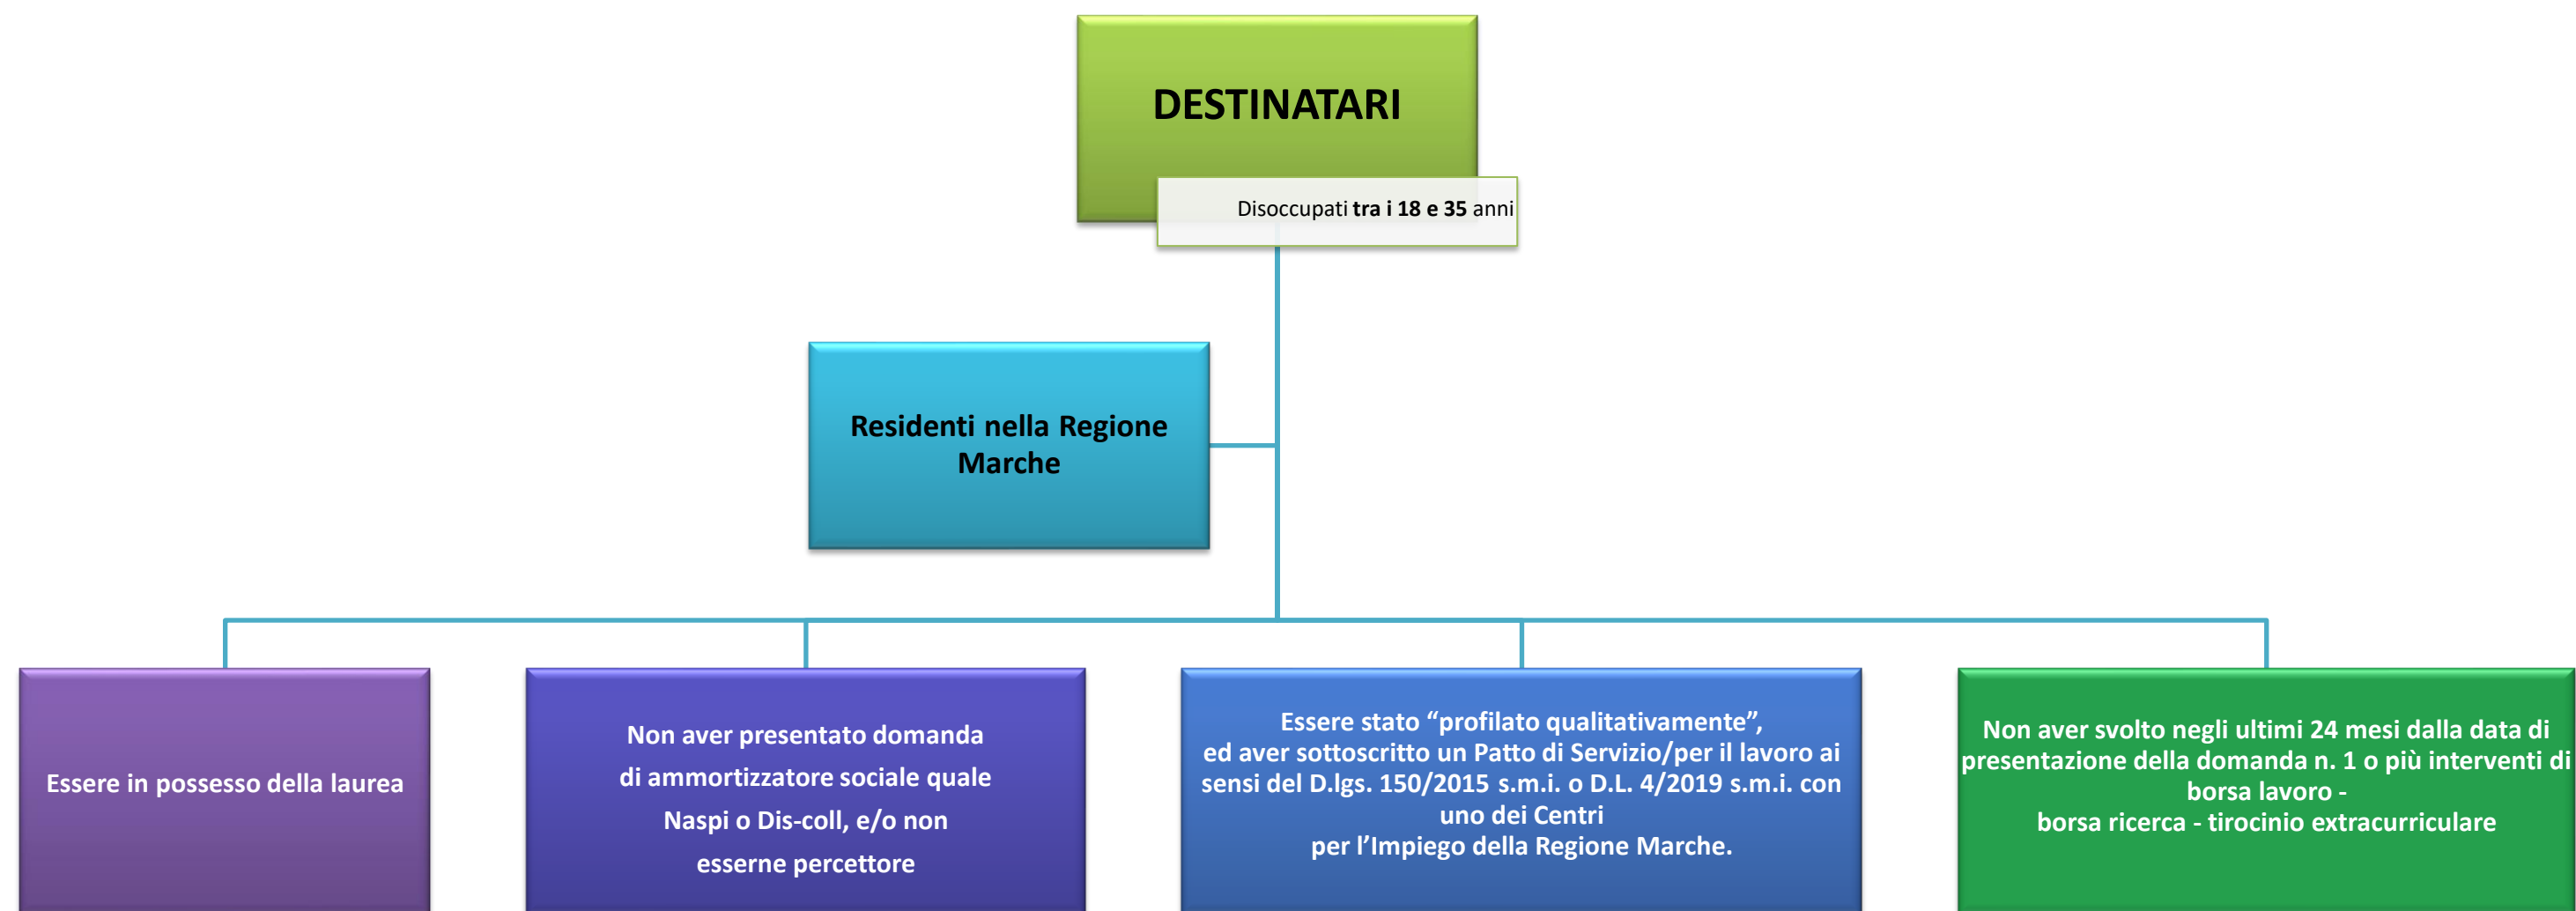 DESTINATARI
Disoccupati tra i 18 e 35 anni
Residenti nella Regione
Marche
Essere in possesso della laurea
Non aver presentato domanda
di ammortizzatore sociale quale
Naspi o Dis-coll, e/o non
esserne percettore
Essere stato “profilato qualitativamente”,
ed aver sottoscritto un Patto di Servizio/per il lavoro ai
sensi del D.lgs. 150/2015 s.m.i. o D.L. 4/2019 s.m.i. con
uno dei Centri
per l’Impiego della Regione Marche.
Non aver svolto negli ultimi 24 mesi dalla data di
presentazione della domanda n. 1 o più interventi di
borsa lavoro -
borsa ricerca - tirocinio extracurriculare